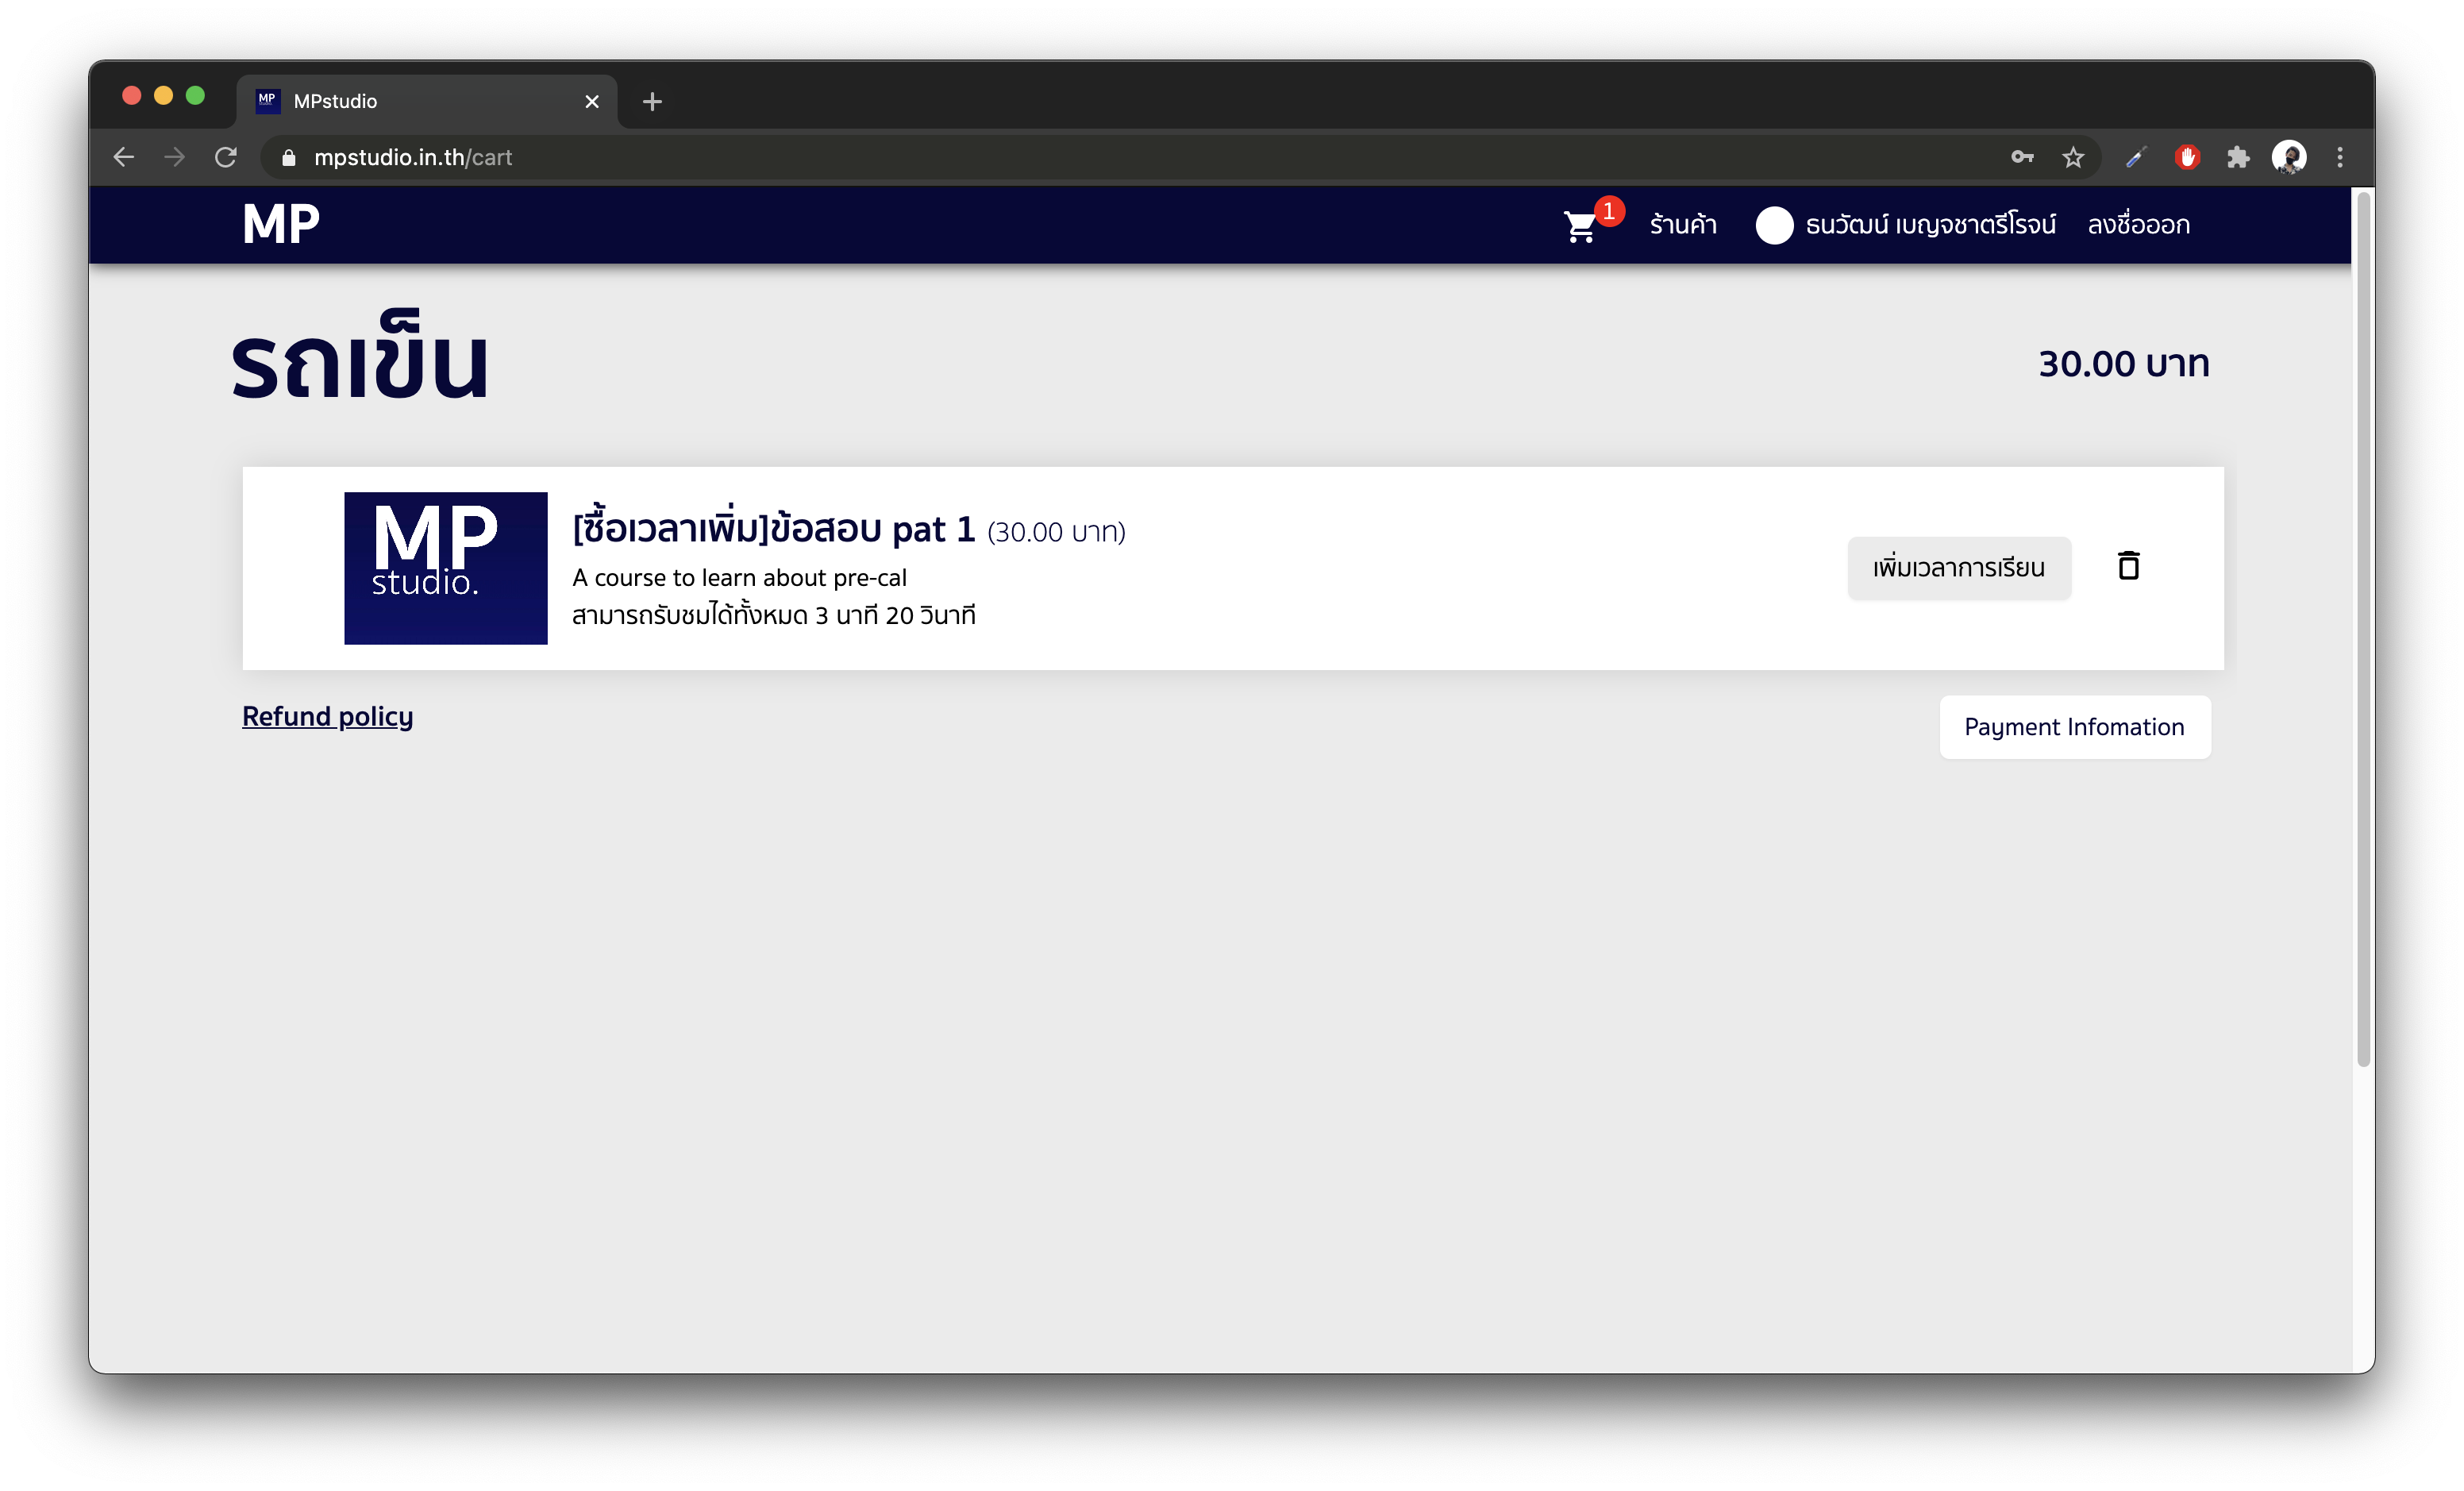 MP
MPstudio
mpstudio.in.th/cart
MP
1
ร้านค้า
ธนวัฒน์ เบญจชาตรีโรจน์
ลงชื่อออก
รถเข็น
30.00 บาท
MP
studio.
[ซื้อเวลาเพิ่ม]ข้อสอบ pat 1 (30.00 บาท)
A course to learn about pre-cal
สามารถรับชมได้ทั้งหมด 3 นาที 20 วินาที
เพิ่มเวลาการเรียน
Refund policy
Payment Infomation